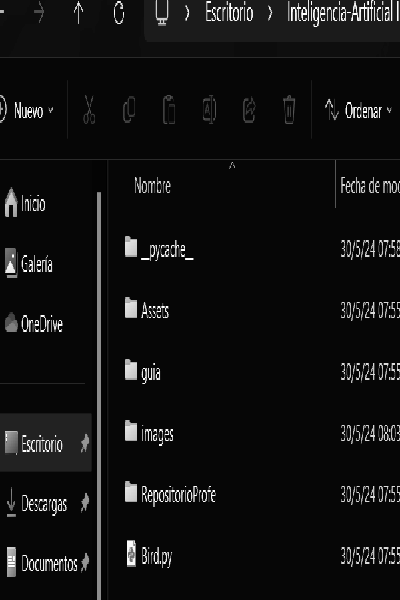 Escritorio > Inteligencia-Artificial
Nuevo
Ordenar
Nombre
Fecha de mo
Inicio
Galería
OneDrive
Escritorio
Descargas
Documentos
__pycache__
30/5/24 07:58
Assets
30/5/24 07:55
guia
30/5/24 07:55
images
30/5/24 08:03
RepositorioProfe
30/5/24 07:55
Bird.py
30/5/24 07:55